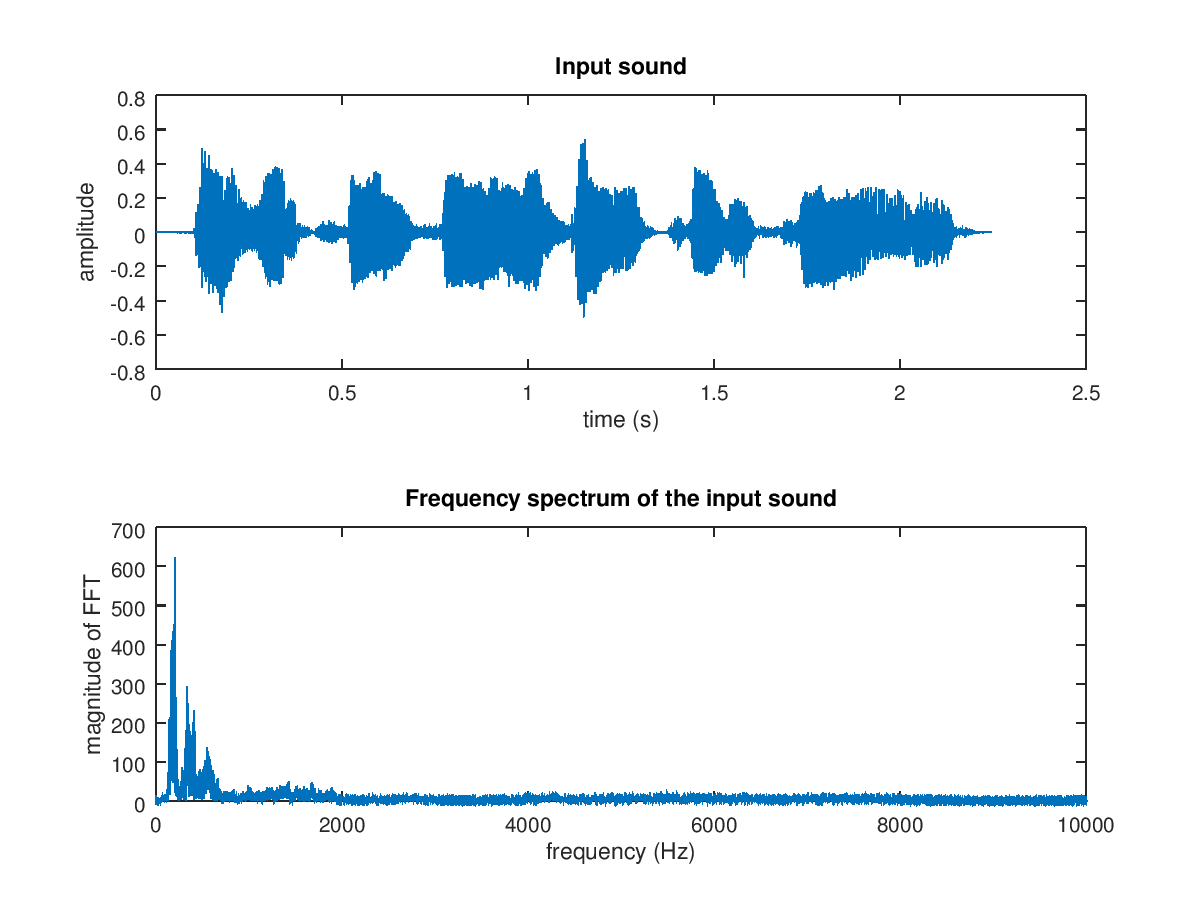 Input sound
0.8
0.6
0.4
0.2
0
-0.2
-0.4
-0.6
-0.8
amplitude
0 0.5 1 1.5 2 2.5
time (s)
Frequency spectrum of the input sound
700
600
500
400
300
200
100
0
magnitude of FFT
0 2000 4000 6000 8000 10000
frequency (Hz)